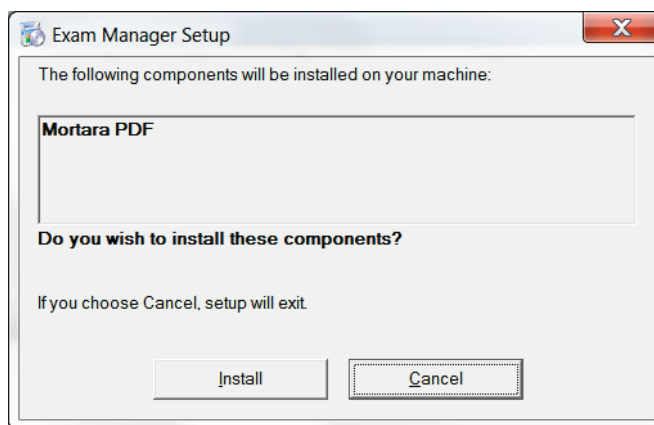 Exam Manager Setup
The following components will be installed on your machine:
Mortara PDF
Do you wish to install these components?
If you choose Cancel, setup will exit.
Install
Cancel